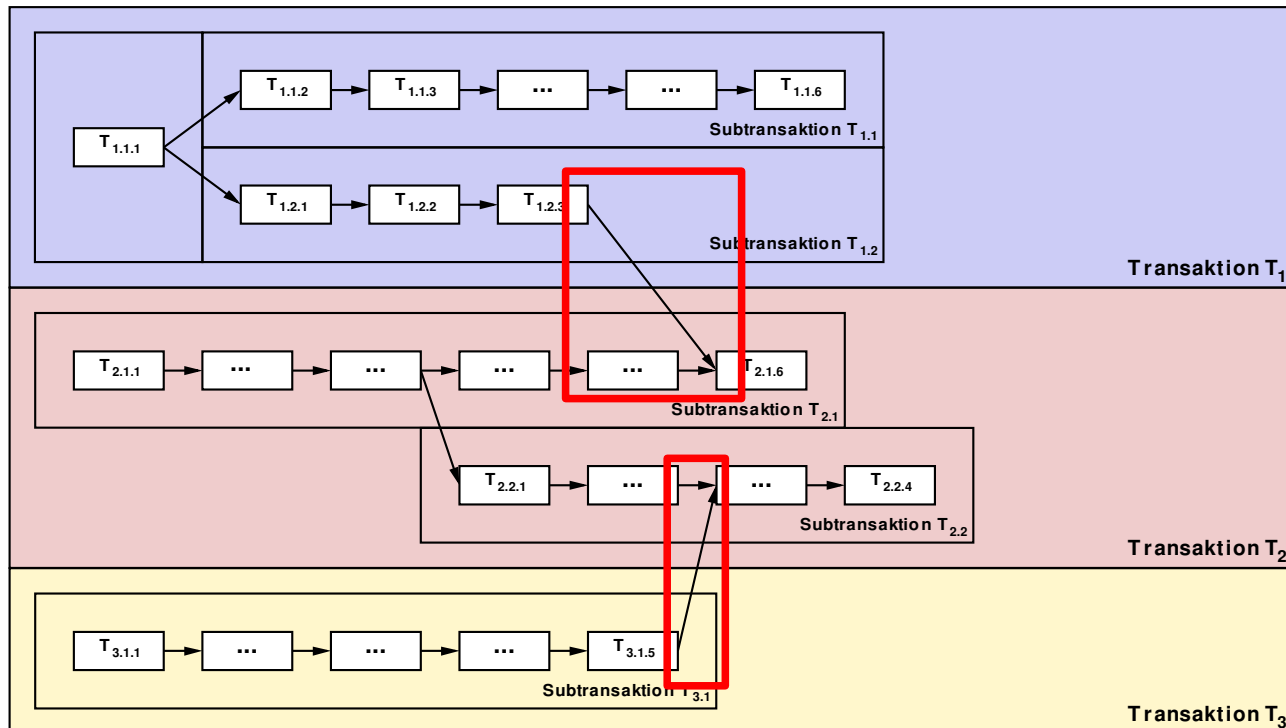 T1.1.2 T1.1.3 ... ... T1.1.6
T1.1.1
Subtransaktion T1.1
T1.2.1 T1.2.2 T1.2.3
Subtransaktion T1.2
Transaktion T1
T2.1.1 ... ... ... ... T2.1.6
Subtransaktion T2.1
T2.2.1 ... ... T2.2.4
Subtransaktion T2.2
Transaktion T2
T3.1.1 ... ... ... T3.1.5
Subtransaktion T3.1
Transaktion T3